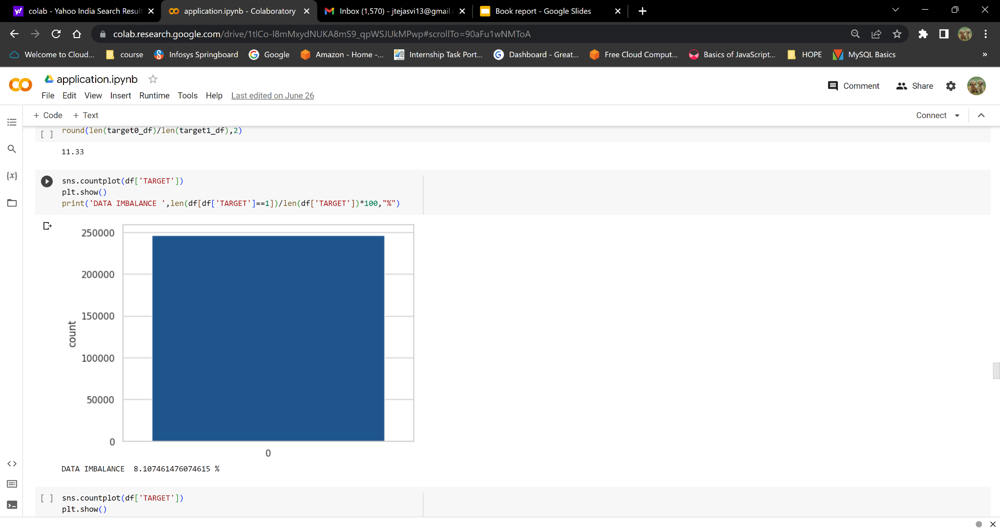 colab - Yahoo India Search Result
application.ipynb - Colaboratory
Inbox (1,570) - jtejasvi13@gmail.
Book report - Google Slides
colab.research.google.com/drive/1tlCo-l8mMxydNUKA8mS9_qpWSJUkMPwp#scrollTo=90aFu1wNMToA
Welcome to Cloud...
course
Infosys Springboard
Google
Amazon - Home -...
Internship Task Port...
Dashboard - Great...
Free Cloud Comput...
Basics of JavaScript...
HOPE
MySQL Basics
»
application.ipynb
Comment
Share
File Edit View Insert Runtime Tools Help Last edited on June 26
+ Code + Text
Connect
[ ] round(len(target0_df)/len(target1_df),2)
11.33
{x}
sns.countplot(df['TARGET'])
plt.show()
print('DATA IMBALANCE ',len(df[df['TARGET']==1])/len(df['TARGET'])*100,"%")
250000
200000
150000
100000
50000
0
count
0
DATA IMBALANCE 8.107461476074615 %
[ ] sns.countplot(df['TARGET'])
plt.show()